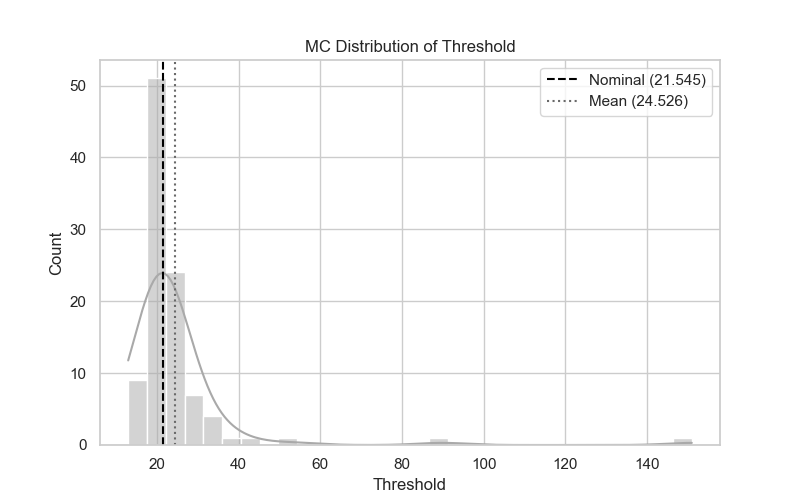 MC Distribution of Threshold
Nominal (21.545)
Mean (24.526)
Count
50
40
30
20
10
0
20 40 60 80 100 120 140
Threshold